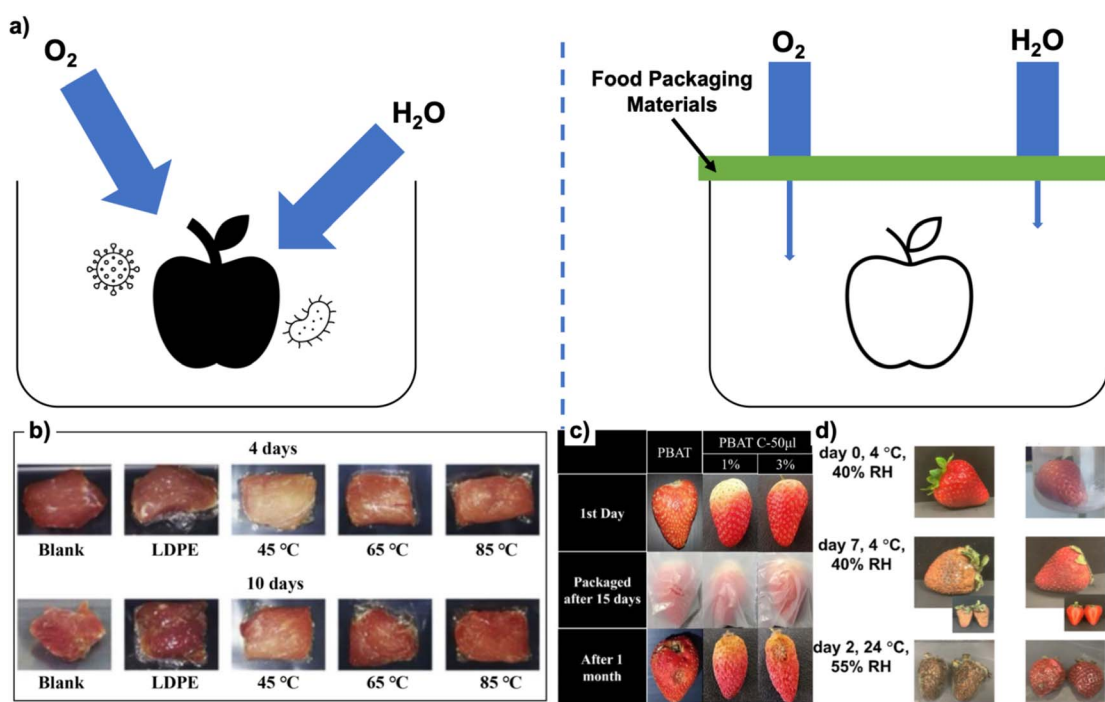 a)
O₂
H₂O
Food Packaging
Materials
O₂
H₂O
b)
4 days
Blank LDPE 45 ℃ 65 ℃ 85 ℃
10 days
Blank LDPE 45 ℃ 65 ℃ 85 ℃
c)
PBAT
PBAT C-50μl
1% 3%
1st Day
Packaged
after 15 days
After 1
month
d)
day 0, 4 °C,
40% RH
day 7, 4 °C,
40% RH
day 2, 24 °C,
55% RH